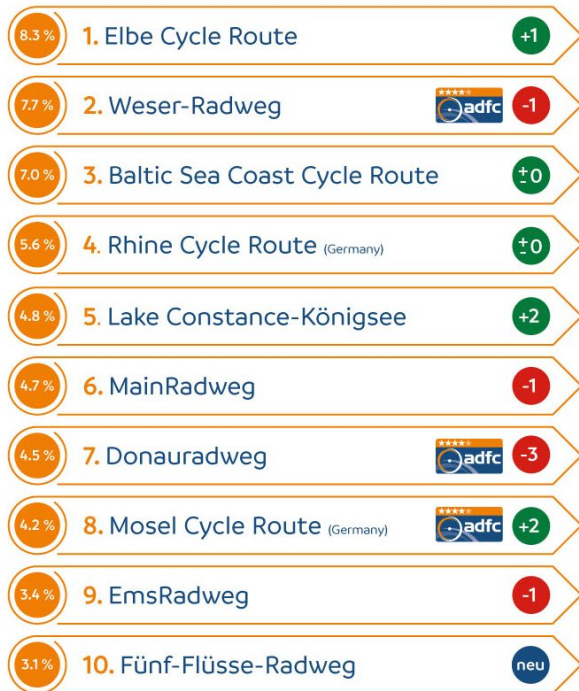 8.3 % 1. Elbe Cycle Route +1
7.7 % 2. Weser-Radweg adfc -1
7.0 % 3. Baltic Sea Coast Cycle Route ±0
5.6 % 4. Rhine Cycle Route (Germany) ±0
4.8 % 5. Lake Constance-Königsee +2
4.7 % 6. MainRadweg -1
4.5 % 7. Donauradweg adfc -3
4.2 % 8. Mosel Cycle Route (Germany) adfc +2
3.4 % 9. EmsRadweg -1
3.1 % 10. Fünf-Flüsse-Radweg neu